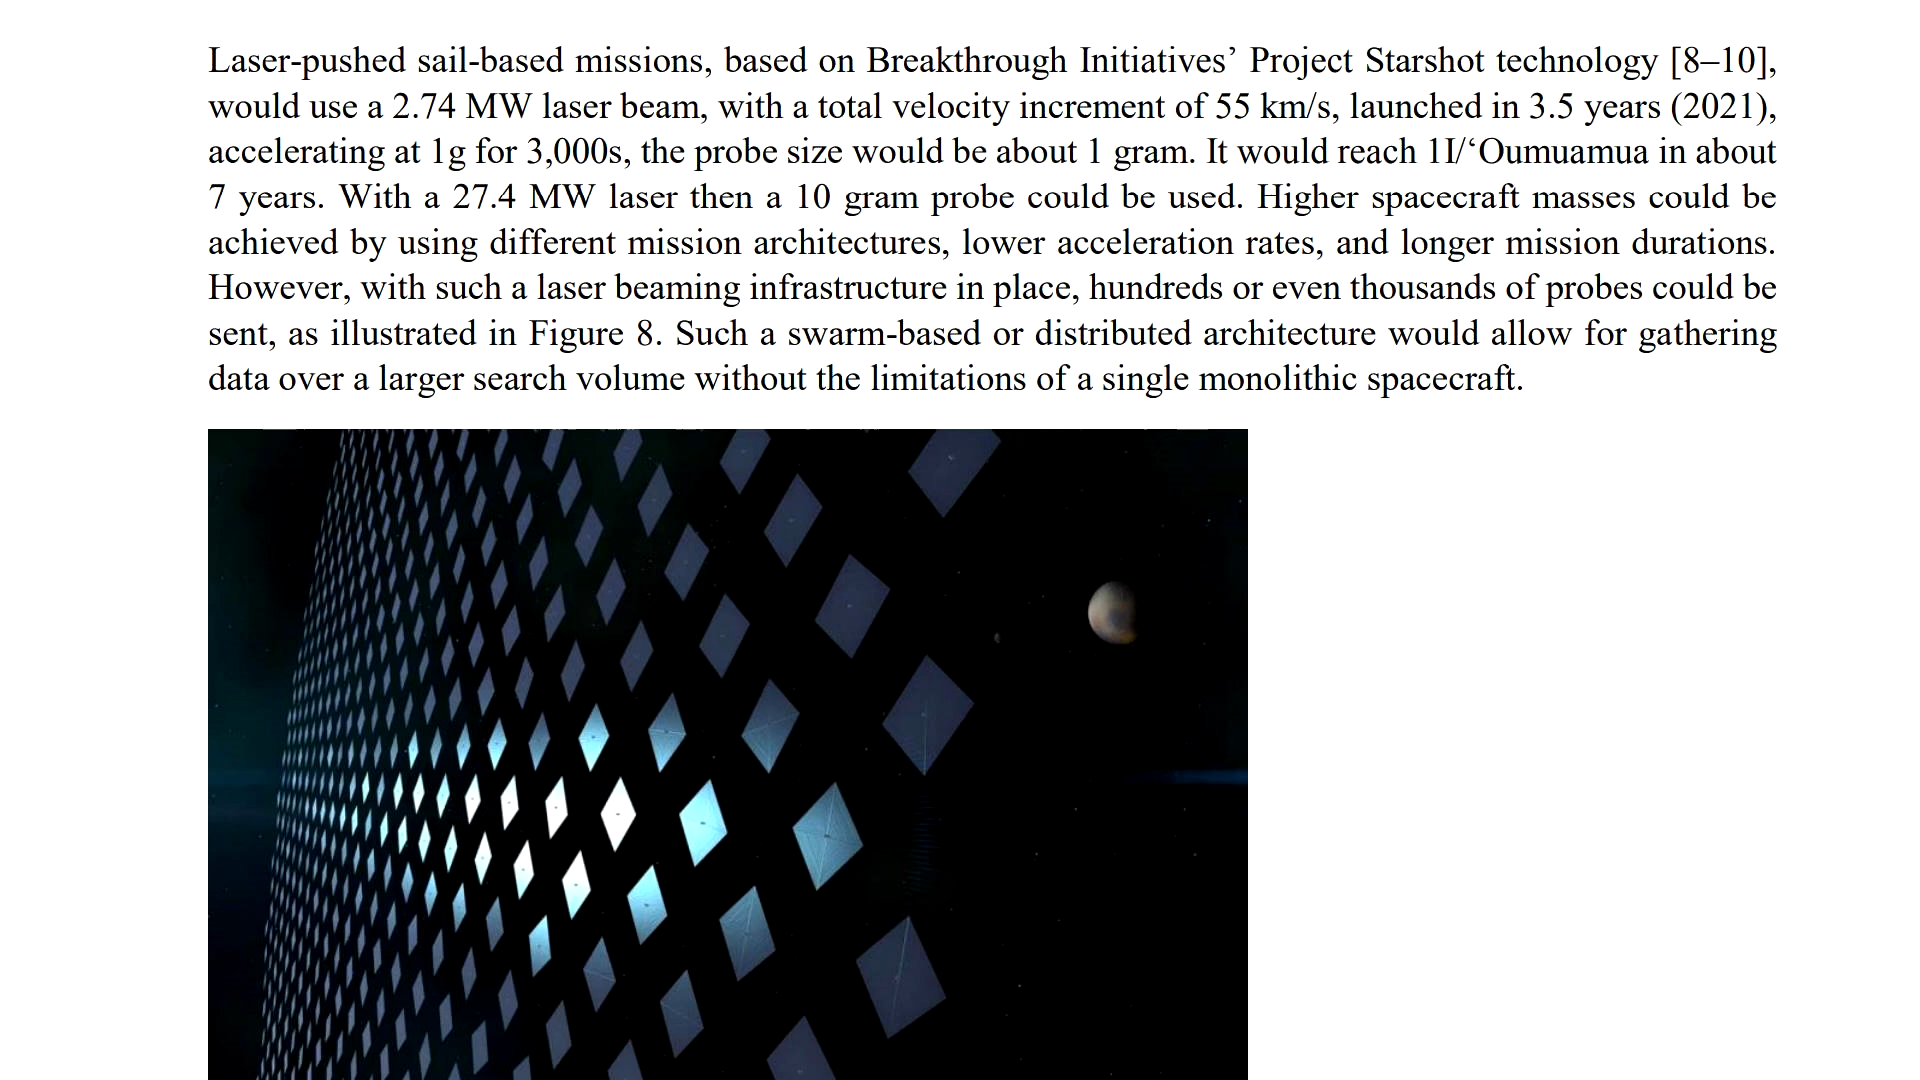 Laser-pushed sail-based missions, based on Breakthrough Initiatives’ Project Starshot technology [8–10],
would use a 2.74 MW laser beam, with a total velocity increment of 55 km/s, launched in 3.5 years (2021),
accelerating at 1g for 3,000s, the probe size would be about 1 gram. It would reach 1I/‘Oumuamua in about
7 years. With a 27.4 MW laser then a 10 gram probe could be used. Higher spacecraft masses could be
achieved by using different mission architectures, lower acceleration rates, and longer mission durations.
However, with such a laser beaming infrastructure in place, hundreds or even thousands of probes could be
sent, as illustrated in Figure 8. Such a swarm-based or distributed architecture would allow for gathering
data over a larger search volume without the limitations of a single monolithic spacecraft.